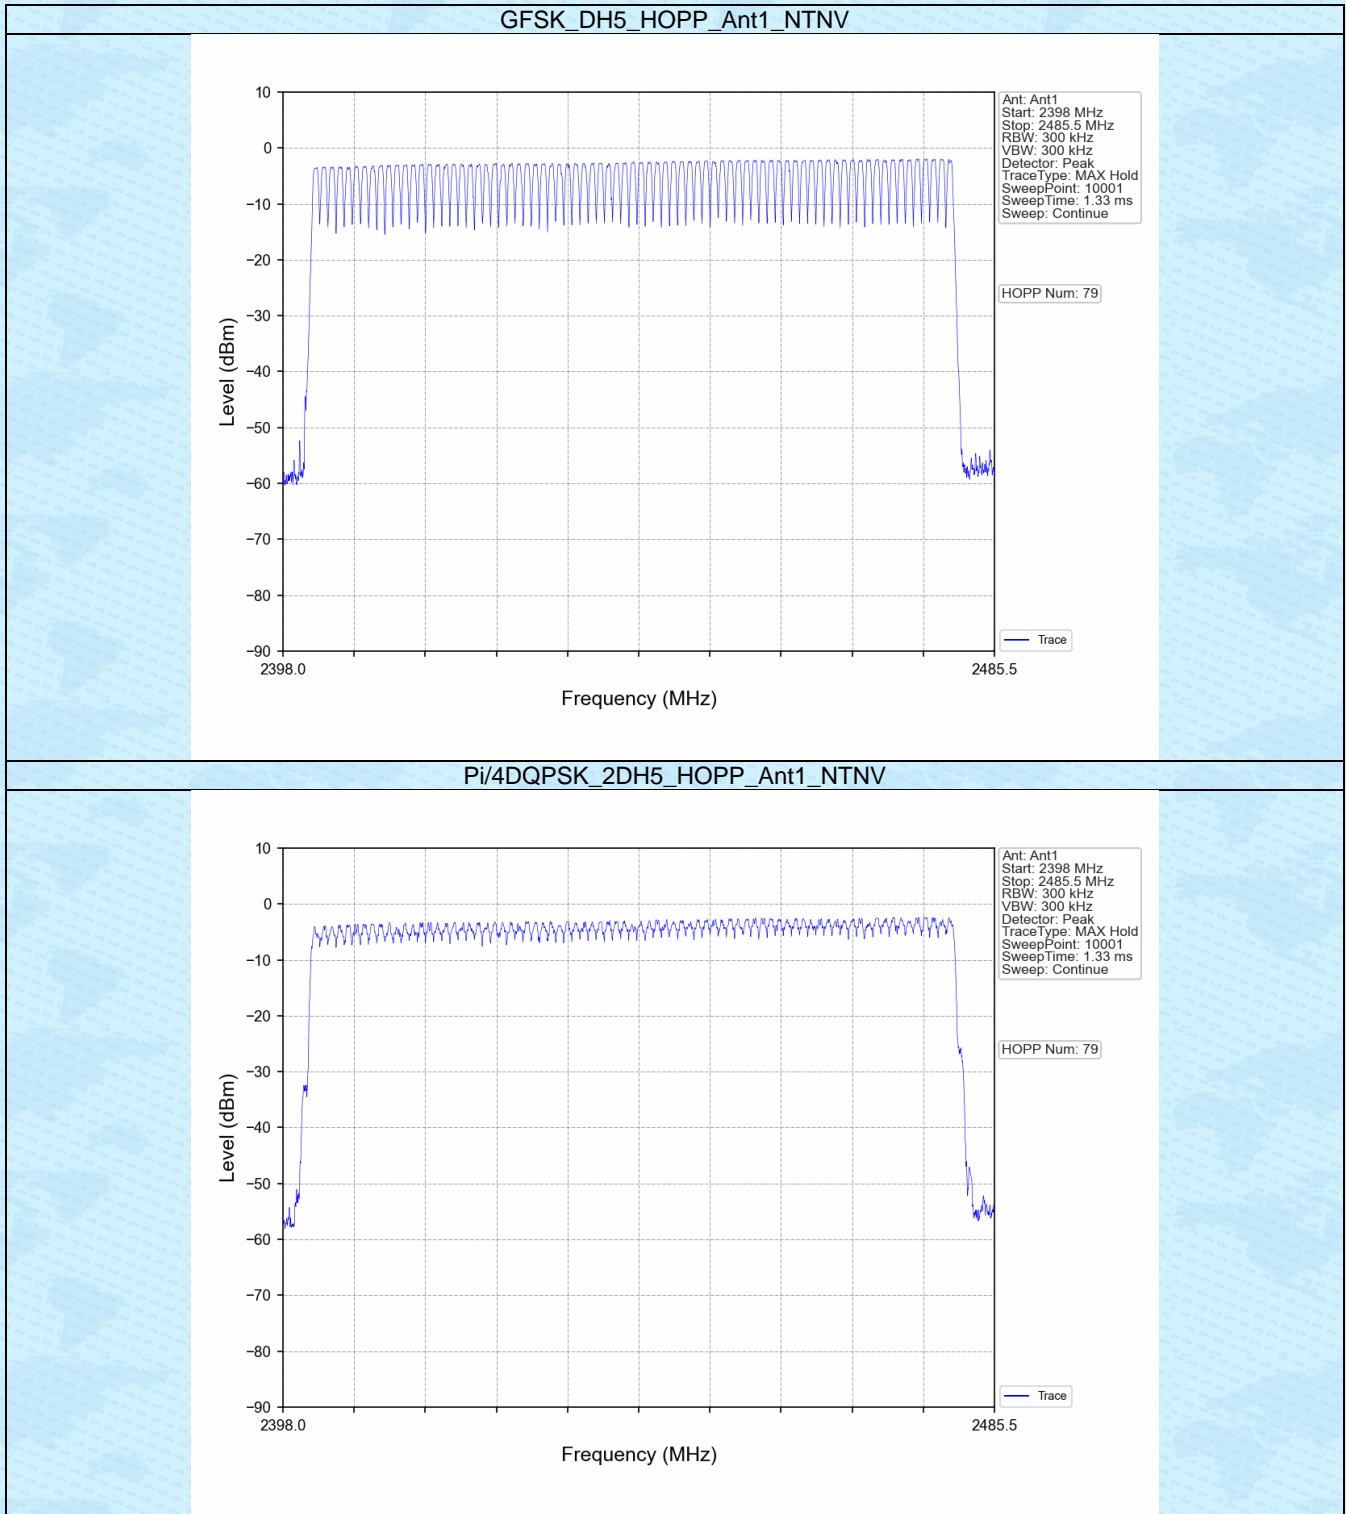 GFSK_DH5_HOPP_Ant1_NTNV
10
0
−10
−20
−30
−40
−50
−60
−70
−80
−90
Level (dBm)
2398.0
2485.5
Frequency (MHz)
Ant: Ant1
Start: 2398 MHz
Stop: 2485.5 MHz
RBW: 300 kHz
VBW: 300 kHz
Detector: Peak
TraceType: MAX Hold
SweepPoint: 10001
SweepTime: 1.33 ms
Sweep: Continue
HOPP Num: 79
Trace
Pi/4DQPSK_2DH5_HOPP_Ant1_NTNV
10
0
−10
−20
−30
−40
−50
−60
−70
−80
−90
Level (dBm)
2398.0
2485.5
Frequency (MHz)
Ant: Ant1
Start: 2398 MHz
Stop: 2485.5 MHz
RBW: 300 kHz
VBW: 300 kHz
Detector: Peak
TraceType: MAX Hold
SweepPoint: 10001
SweepTime: 1.33 ms
Sweep: Continue
HOPP Num: 79
Trace